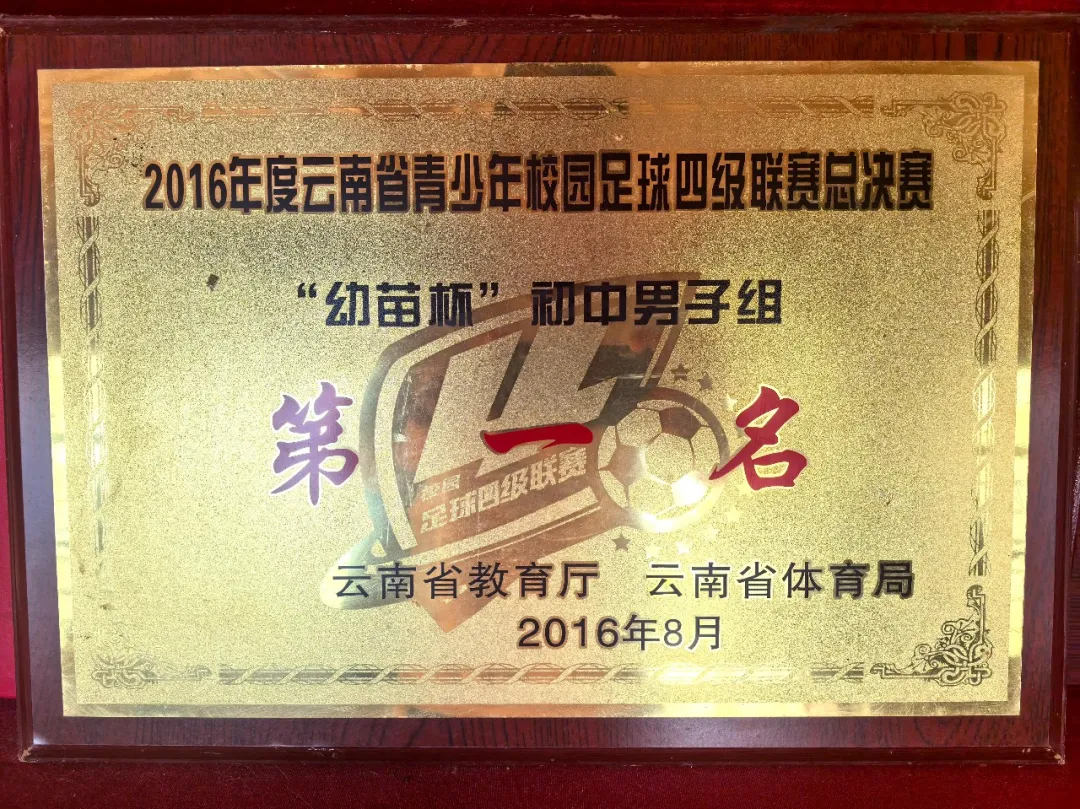 2016年度云南省青少年校园足球四级联赛总决赛
“幼苗杯” 初中男子组
第一名
校园
足球四级联赛
云南省教育厅 云南省体育局
2016年8月